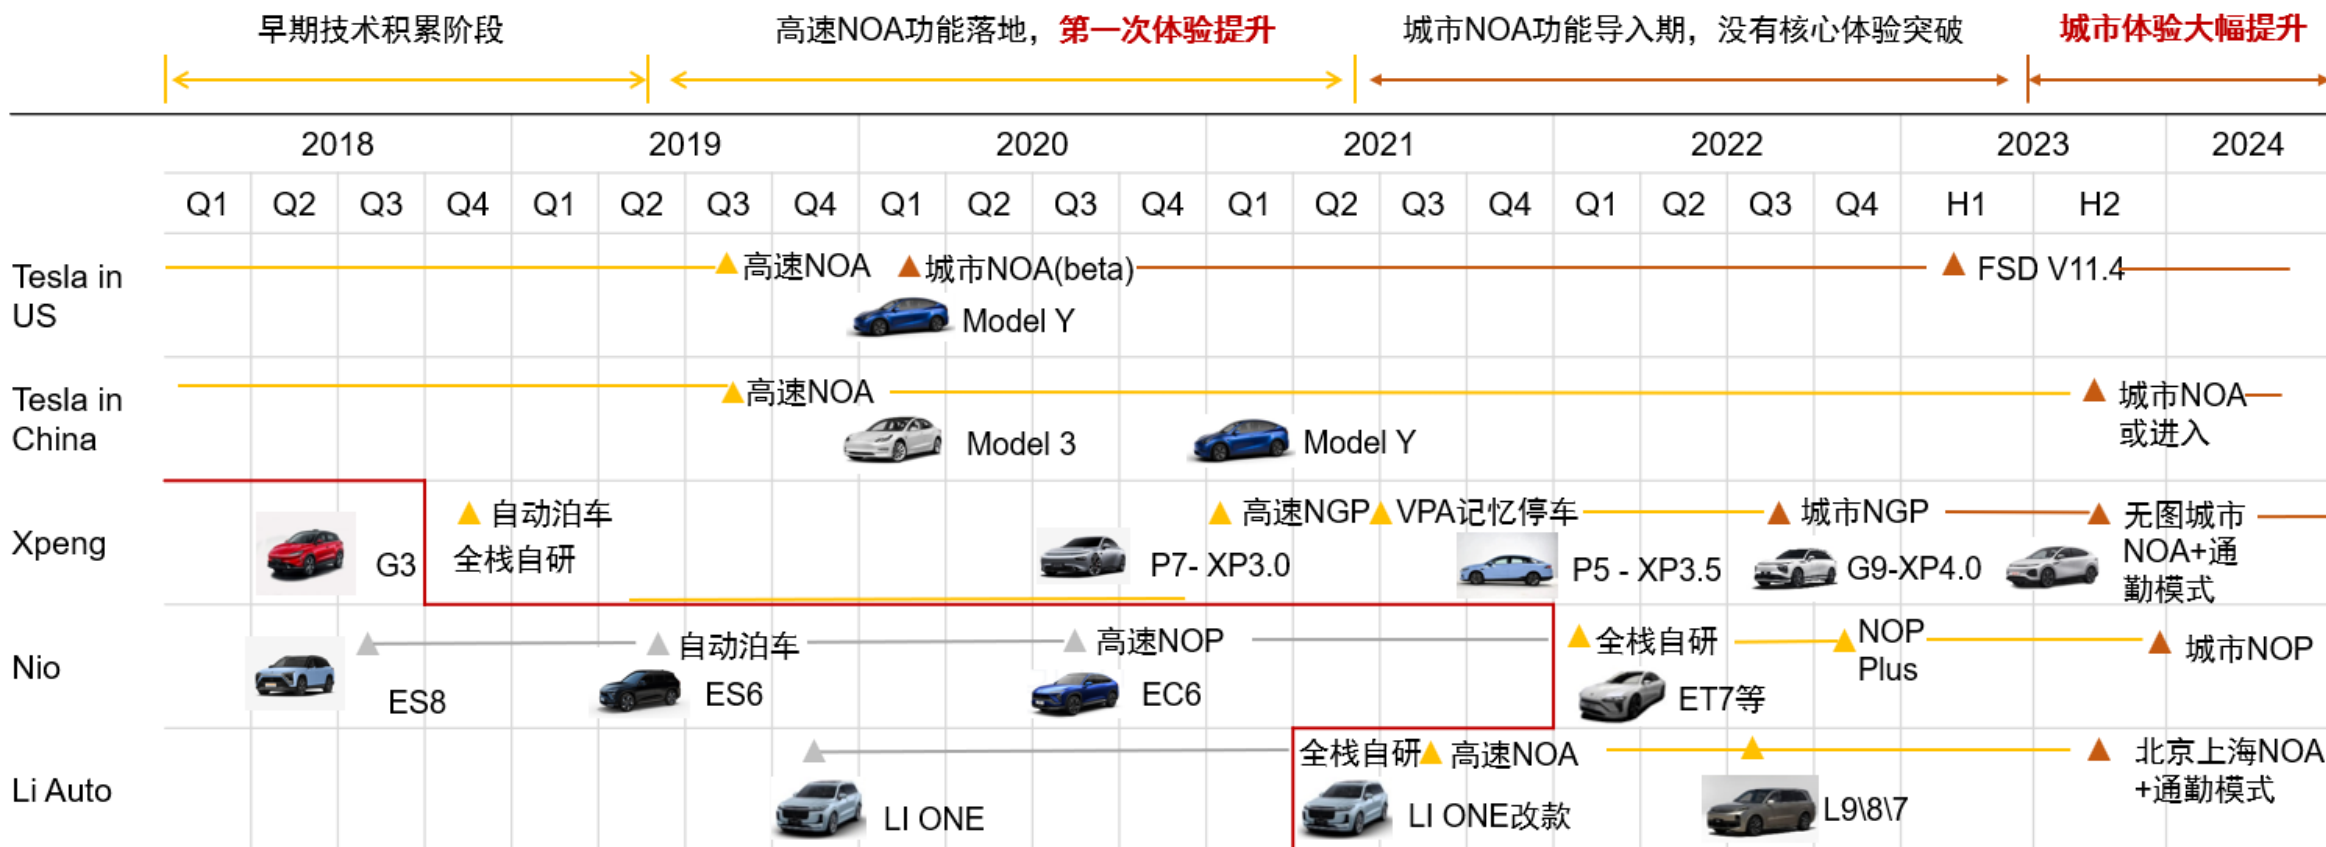 早期技术积累阶段
高速NOA功能落地，第一次体验提升
城市NOA功能导入期，没有核心体验突破
城市体验大幅提升
2018 2019 2020 2021 2022 2023 2024
Q1 Q2 Q3 Q4 Q1 Q2 Q3 Q4 Q1 Q2 Q3 Q4 Q1 Q2 Q3 Q4 Q1 Q2 Q3 Q4 H1 H2
Tesla in
US
高速NOA
城市NOA(beta)
FSD V11.4
Model Y
Tesla in
China
高速NOA
城市NOA
或进入
Model 3
Model Y
Xpeng
自动泊车
全栈自研
高速NGP
VPA记忆停车
城市NGP
无图城市
NOA+通
勤模式
G3
P7- XP3.0
P5 - XP3.5
G9-XP4.0
Nio
自动泊车
高速NOP
全栈自研
NOP
Plus
城市NOP
ES8
ES6
EC6
ET7等
Li Auto
全栈自研
高速NOA
北京上海NOA
+通勤模式
LI ONE
LI ONE改款
L9\8\7